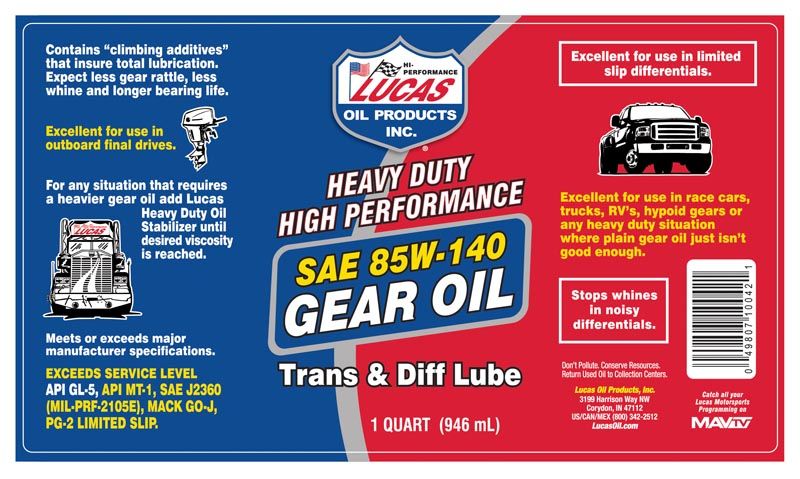 Contains “climbing additives”
that insure total lubrication.
Expect less gear rattle, less
whine and longer bearing life.
Excellent for use in
outboard final drives.
For any situation that requires
a heavier gear oil add Lucas
Heavy Duty Oil
Stabilizer until
desired viscosity
is reached.
LUCAS
Meets or exceeds major
manufacturer specifications.
EXCEEDS SERVICE LEVEL
API GL-5, API MT-1, SAE J2360
(MIL-PRF-2105E), MACK GO-J,
PG-2 LIMITED SLIP.
HI-
PERFORMANCE
LUCAS
OIL PRODUCTS
INC.
®
HEAVY DUTY
HIGH PERFORMANCE
SAE 85W-140
GEAR OIL
Trans & Diff Lube
1 QUART (946 mL)
Excellent for use in limited
slip differentials.
Excellent for use in race cars,
trucks, RV’s, hypoid gears or
any heavy duty situation
where plain gear oil just isn’t
good enough.
Stops whines
in noisy
differentials.
0 49807 10042 1
Don't Pollute. Conserve Resources.
Return Used Oil to Collection Centers.
Lucas Oil Products, Inc.
3199 Harrison Way NW
Corydon, IN 47112
US/CAN/MEX (800) 342-2512
LucasOil.com
Catch all your
Lucas Motorsports
Programming on
MAVTV